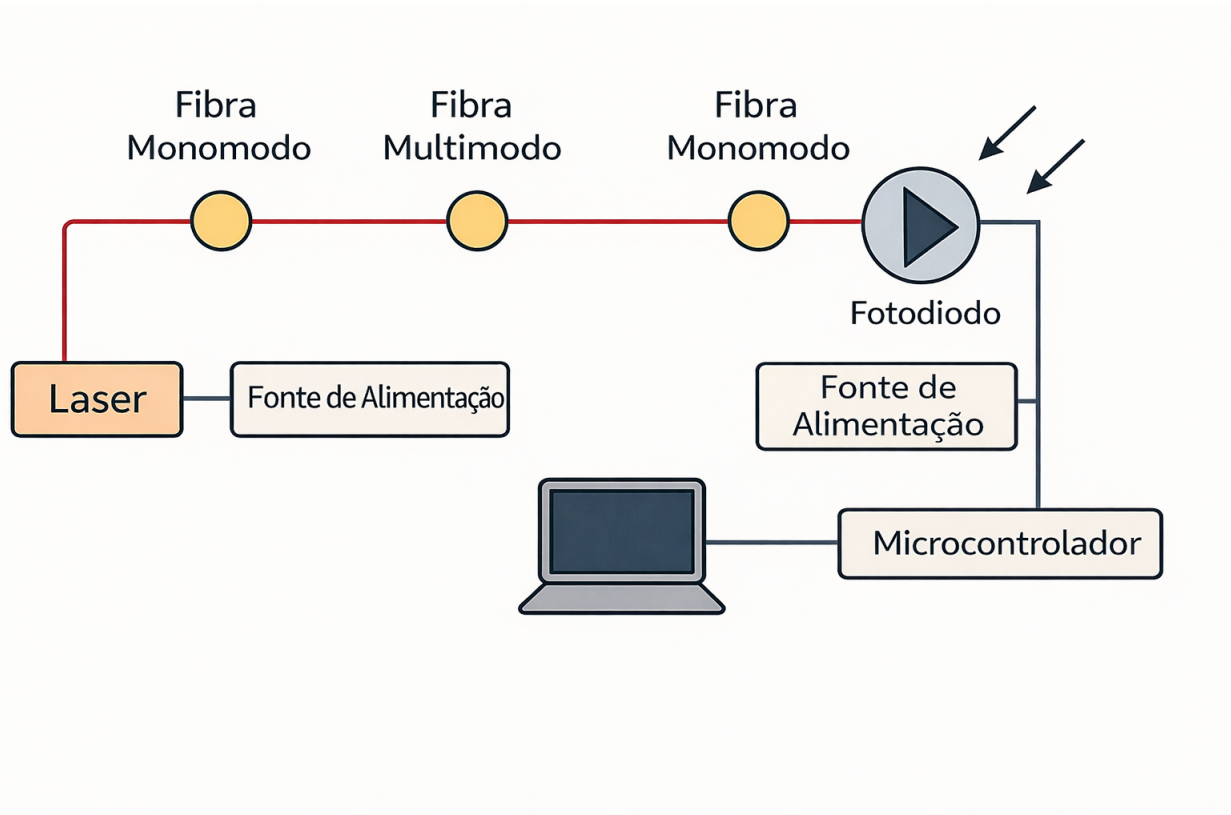 Fibra
Monomodo
Fibra
Multimodo
Fibra
Monomodo
Fotodiodo
Laser
Fonte de Alimentação
Fonte de
Alimentação
Microcontrolador